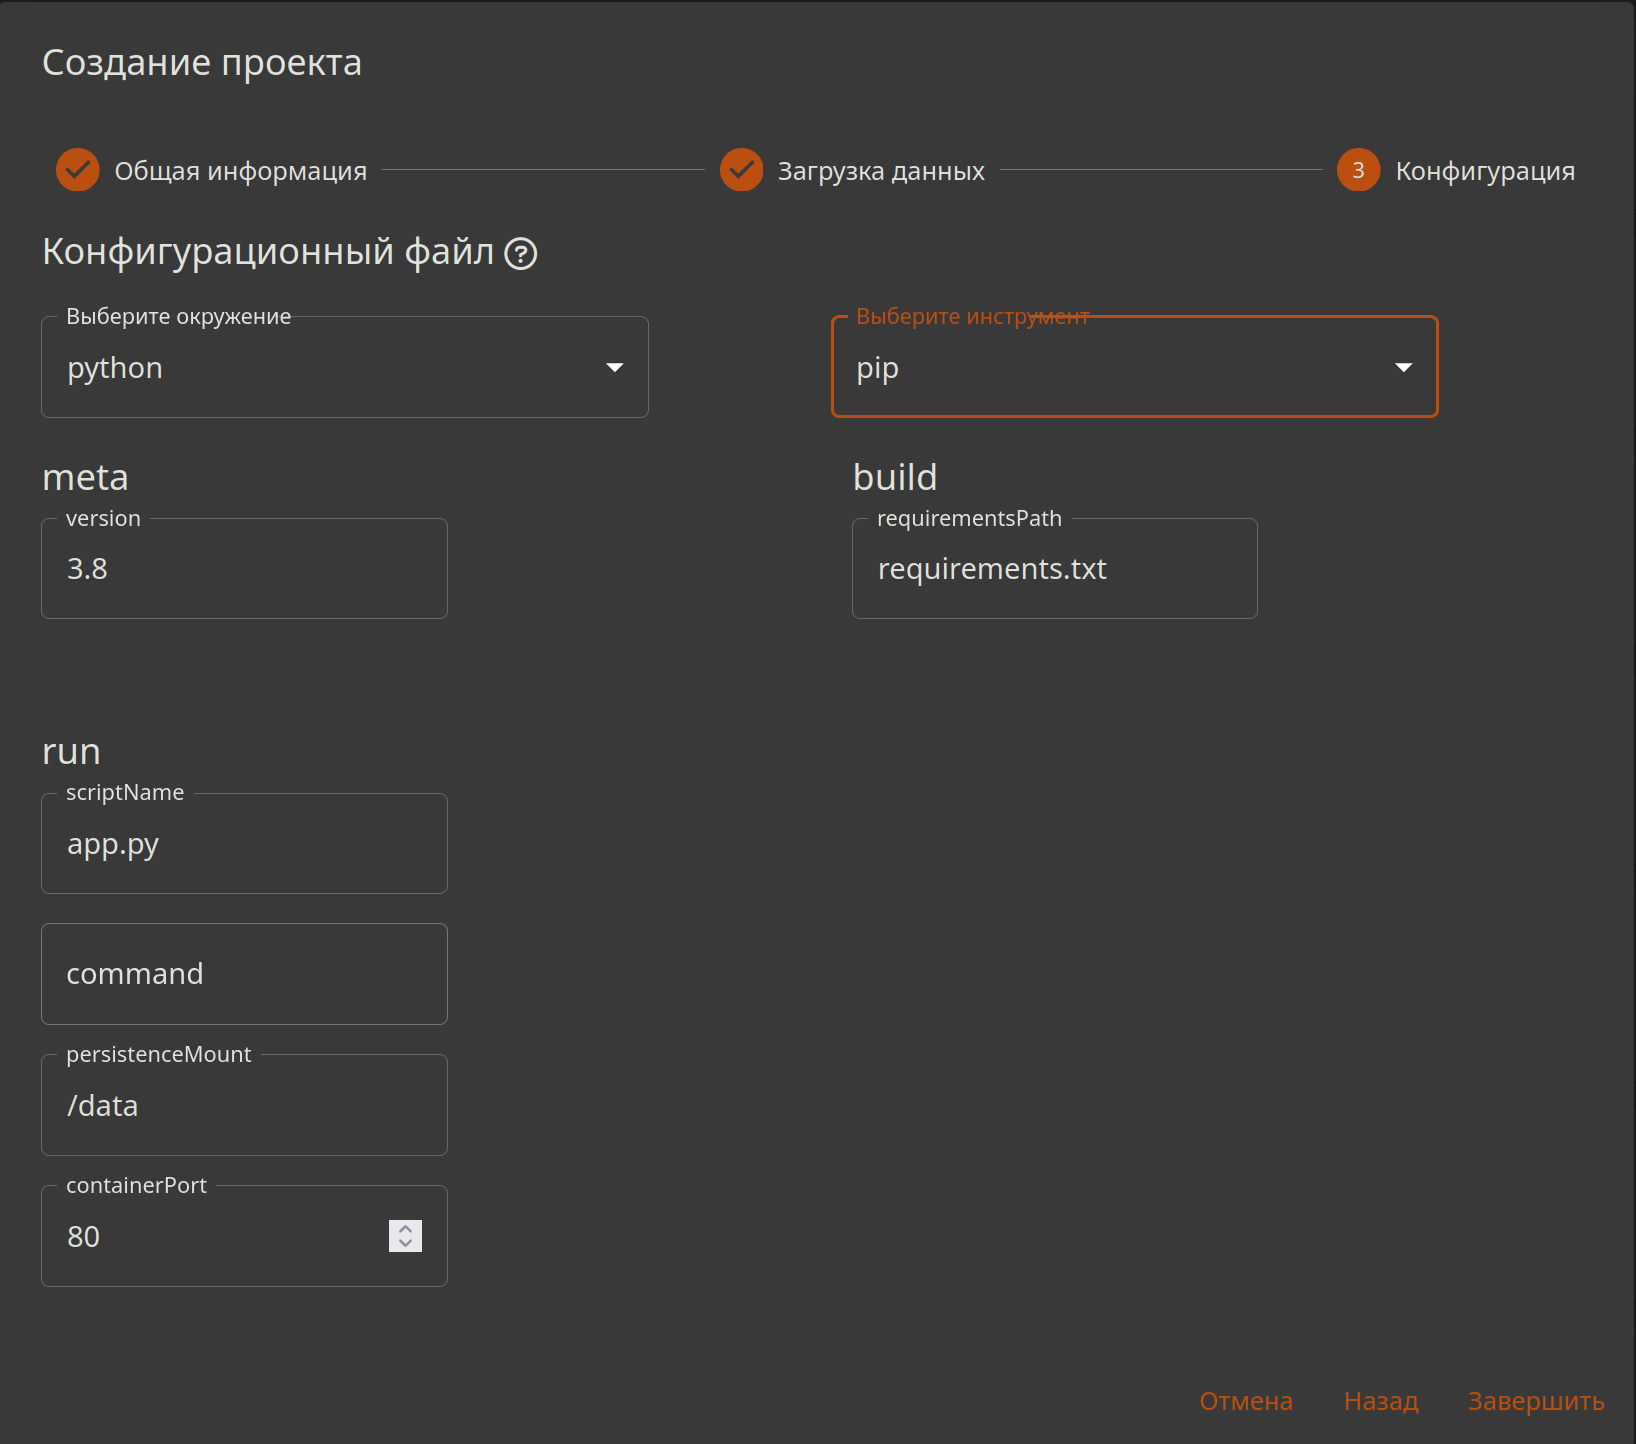 Создание проекта
Общая информация
Загрузка данных
3 Конфигурация
Конфигурационный файл ?
Выберите окружение
python
Выберите инструмент
pip
meta
version
3.8
build
requirementsPath
requirements.txt
run
scriptName
app.py
command
persistenceMount
/data
containerPort
80
Отмена Назад Завершить